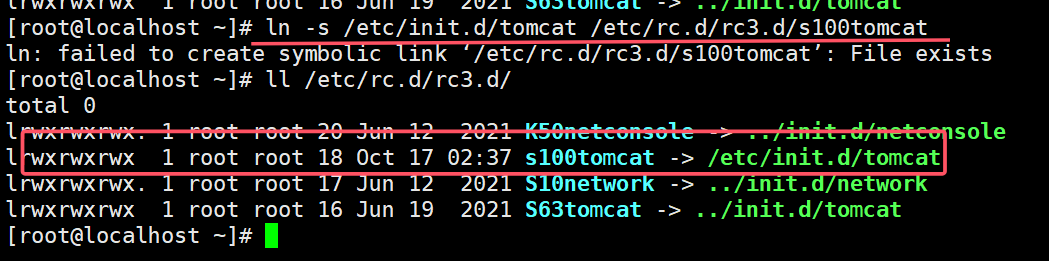 lrwxrwxrwx  1 root root 16 Jun 19  2021 S63tomcat -> ../init.d/tomcat
[root@localhost ~]# ln -s /etc/init.d/tomcat /etc/rc.d/rc3.d/s100tomcat
ln: failed to create symbolic link ‘/etc/rc.d/rc3.d/s100tomcat’: File exists
[root@localhost ~]# ll /etc/rc.d/rc3.d/
total 0
lrwxrwxrwx. 1 root root 20 Jun 12  2021 K50netconsole -> ../init.d/netconsole
lrwxrwxrwx  1 root root 18 Oct 17 02:37 s100tomcat -> /etc/init.d/tomcat
lrwxrwxrwx. 1 root root 17 Jun 12  2021 S10network -> ../init.d/network
lrwxrwxrwx  1 root root 16 Jun 19  2021 S63tomcat -> ../init.d/tomcat
[root@localhost ~]#